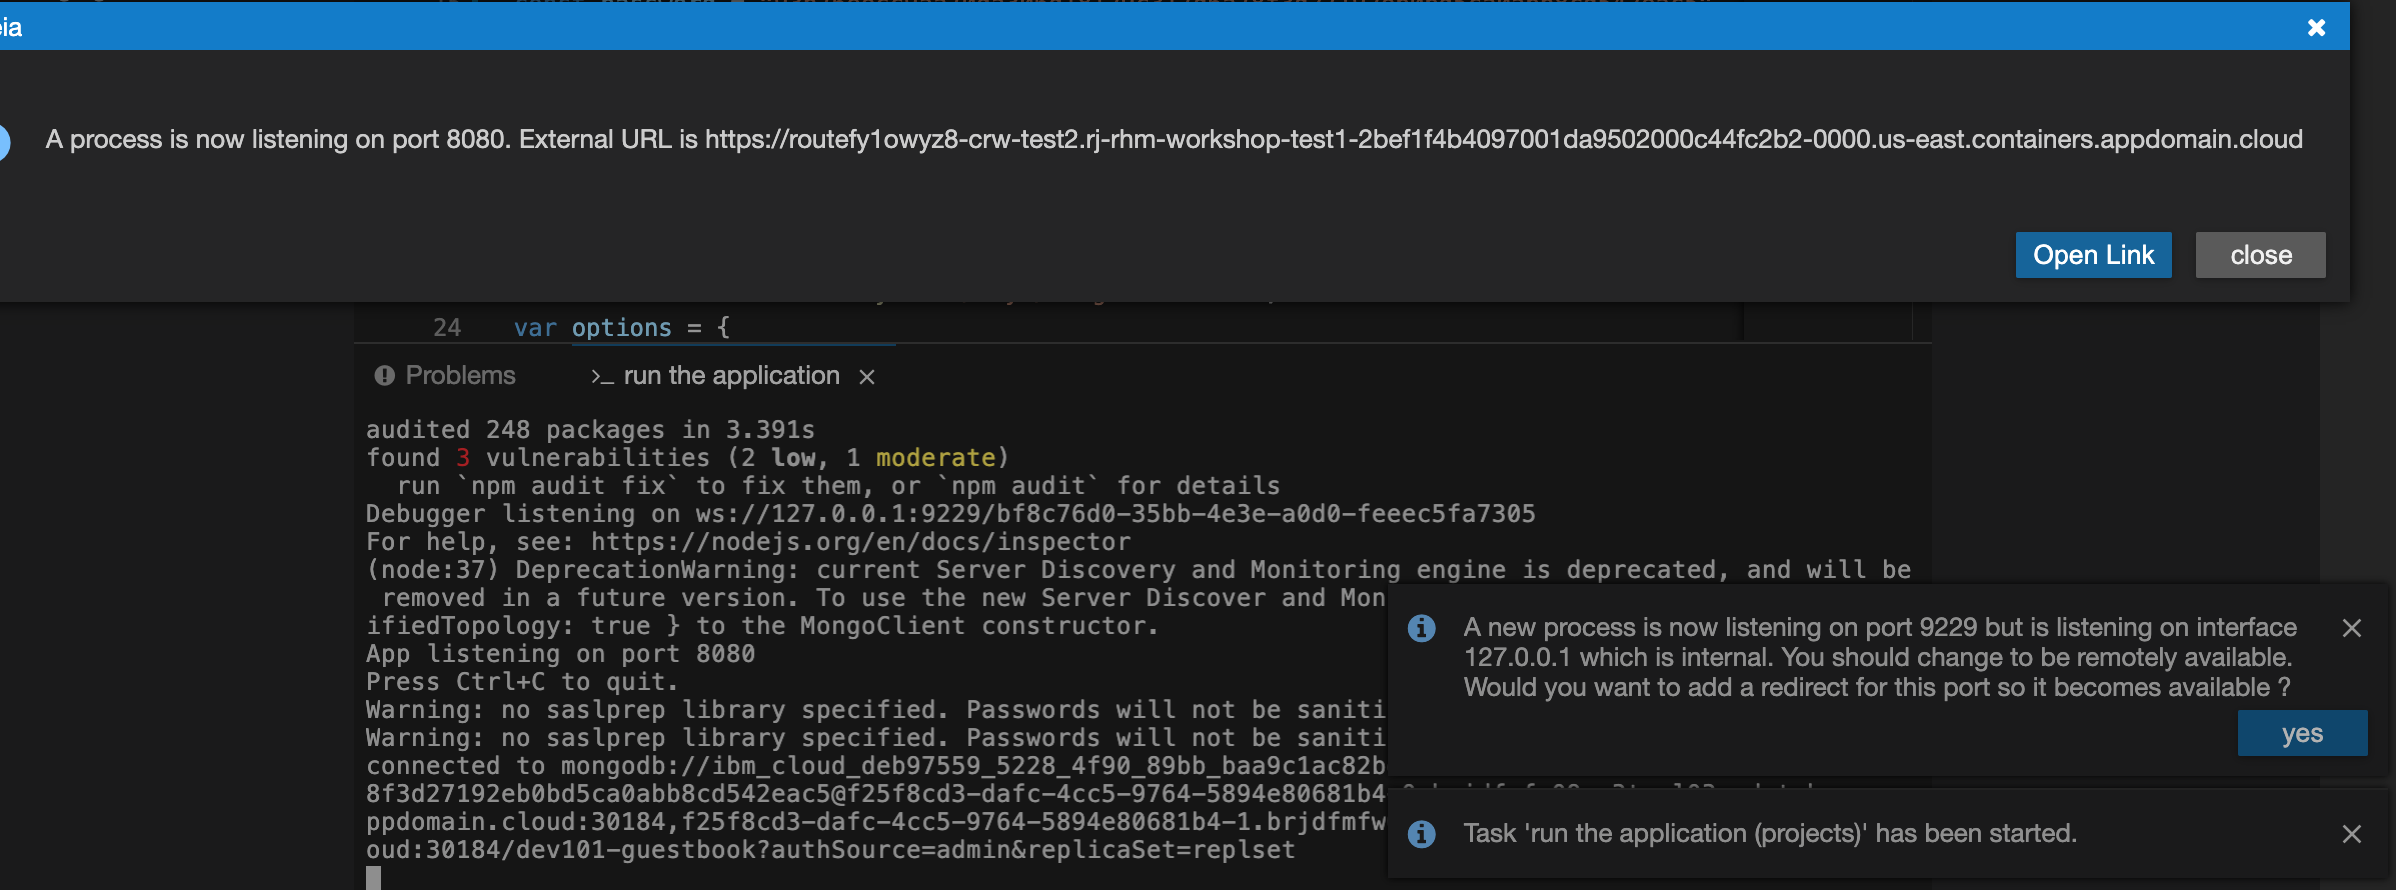 eia
A process is now listening on port 8080. External URL is https://routefy1owyz8-crw-test2.rj-rhm-workshop-test1-2bef1f4b4097001da9502000c44fc2b2-0000.us-east.containers.appdomain.cloud
Open Link close
24 var options = {
Problems >_ run the application
audited 248 packages in 3.391s
found 3 vulnerabilities (2 low, 1 moderate)
run `npm audit fix` to fix them, or `npm audit` for details
Debugger listening on ws://127.0.0.1:9229/bf8c76d0-35bb-4e3e-a0d0-feeec5fa7305
For help, see: https://nodejs.org/en/docs/inspector
(node:37) DeprecationWarning: current Server Discovery and Monitoring engine is deprecated, and will be
removed in a future version. To use the new Server Discover and Mon
ifiedTopology: true } to the MongoClient constructor.
App listening on port 8080
Press Ctrl+C to quit.
Warning: no saslprep library specified. Passwords will not be saniti
Warning: no saslprep library specified. Passwords will not be saniti
connected to mongodb://ibm_cloud_deb97559_5228_4f90_89bb_baa9c1ac82b
8f3d27192eb0bd5ca0abb8cd542eac5@f25f8cd3-dafc-4cc5-9764-5894e80681b4
ppdomain.cloud:30184,f25f8cd3-dafc-4cc5-9764-5894e80681b4-1.brjdfmfw
oud:30184/dev101-guestbook?authSource=admin&replicaSet=replset
A new process is now listening on port 9229 but is listening on interface
127.0.0.1 which is internal. You should change to be remotely available.
Would you want to add a redirect for this port so it becomes available ?
yes
Task 'run the application (projects)' has been started.